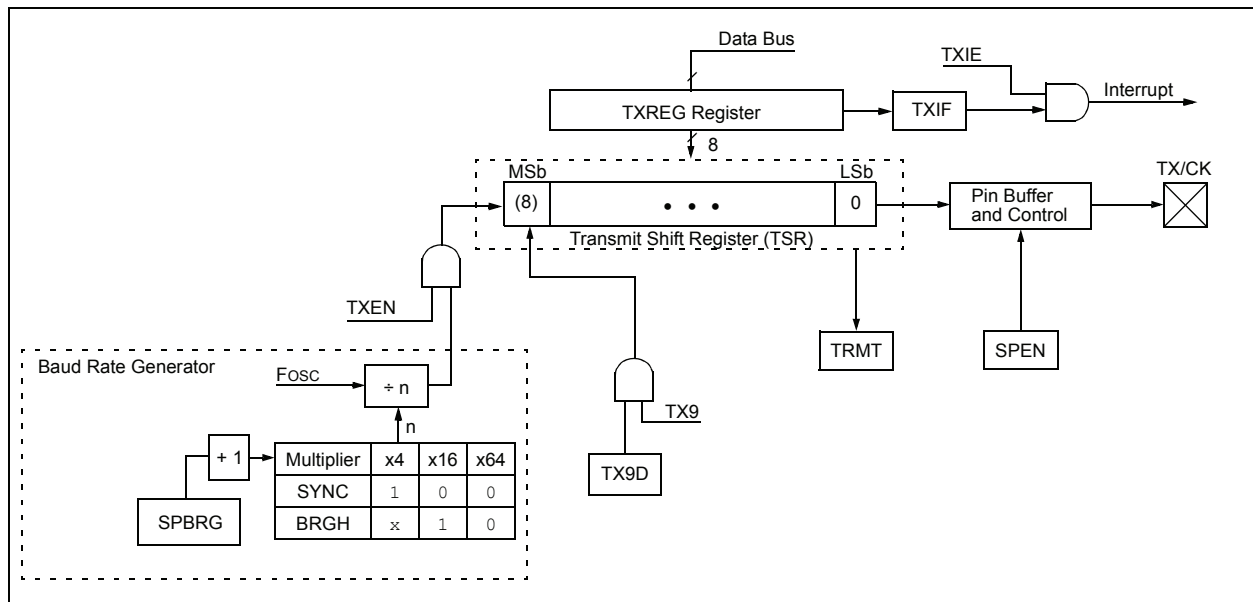 Data Bus
TXIE
Interrupt
TXREG Register
TXIF
8
MSb
LSb
TX/CK
(8)
• • •
0
Pin Buffer
and Control
Transmit Shift Register (TSR)
TXEN
TRMT
SPEN
Baud Rate Generator
FOSC
÷ n
n
TX9
+ 1
Multiplier x4 x16 x64
SYNC 1 0 0
BRGH x 1 0
TX9D
SPBRG